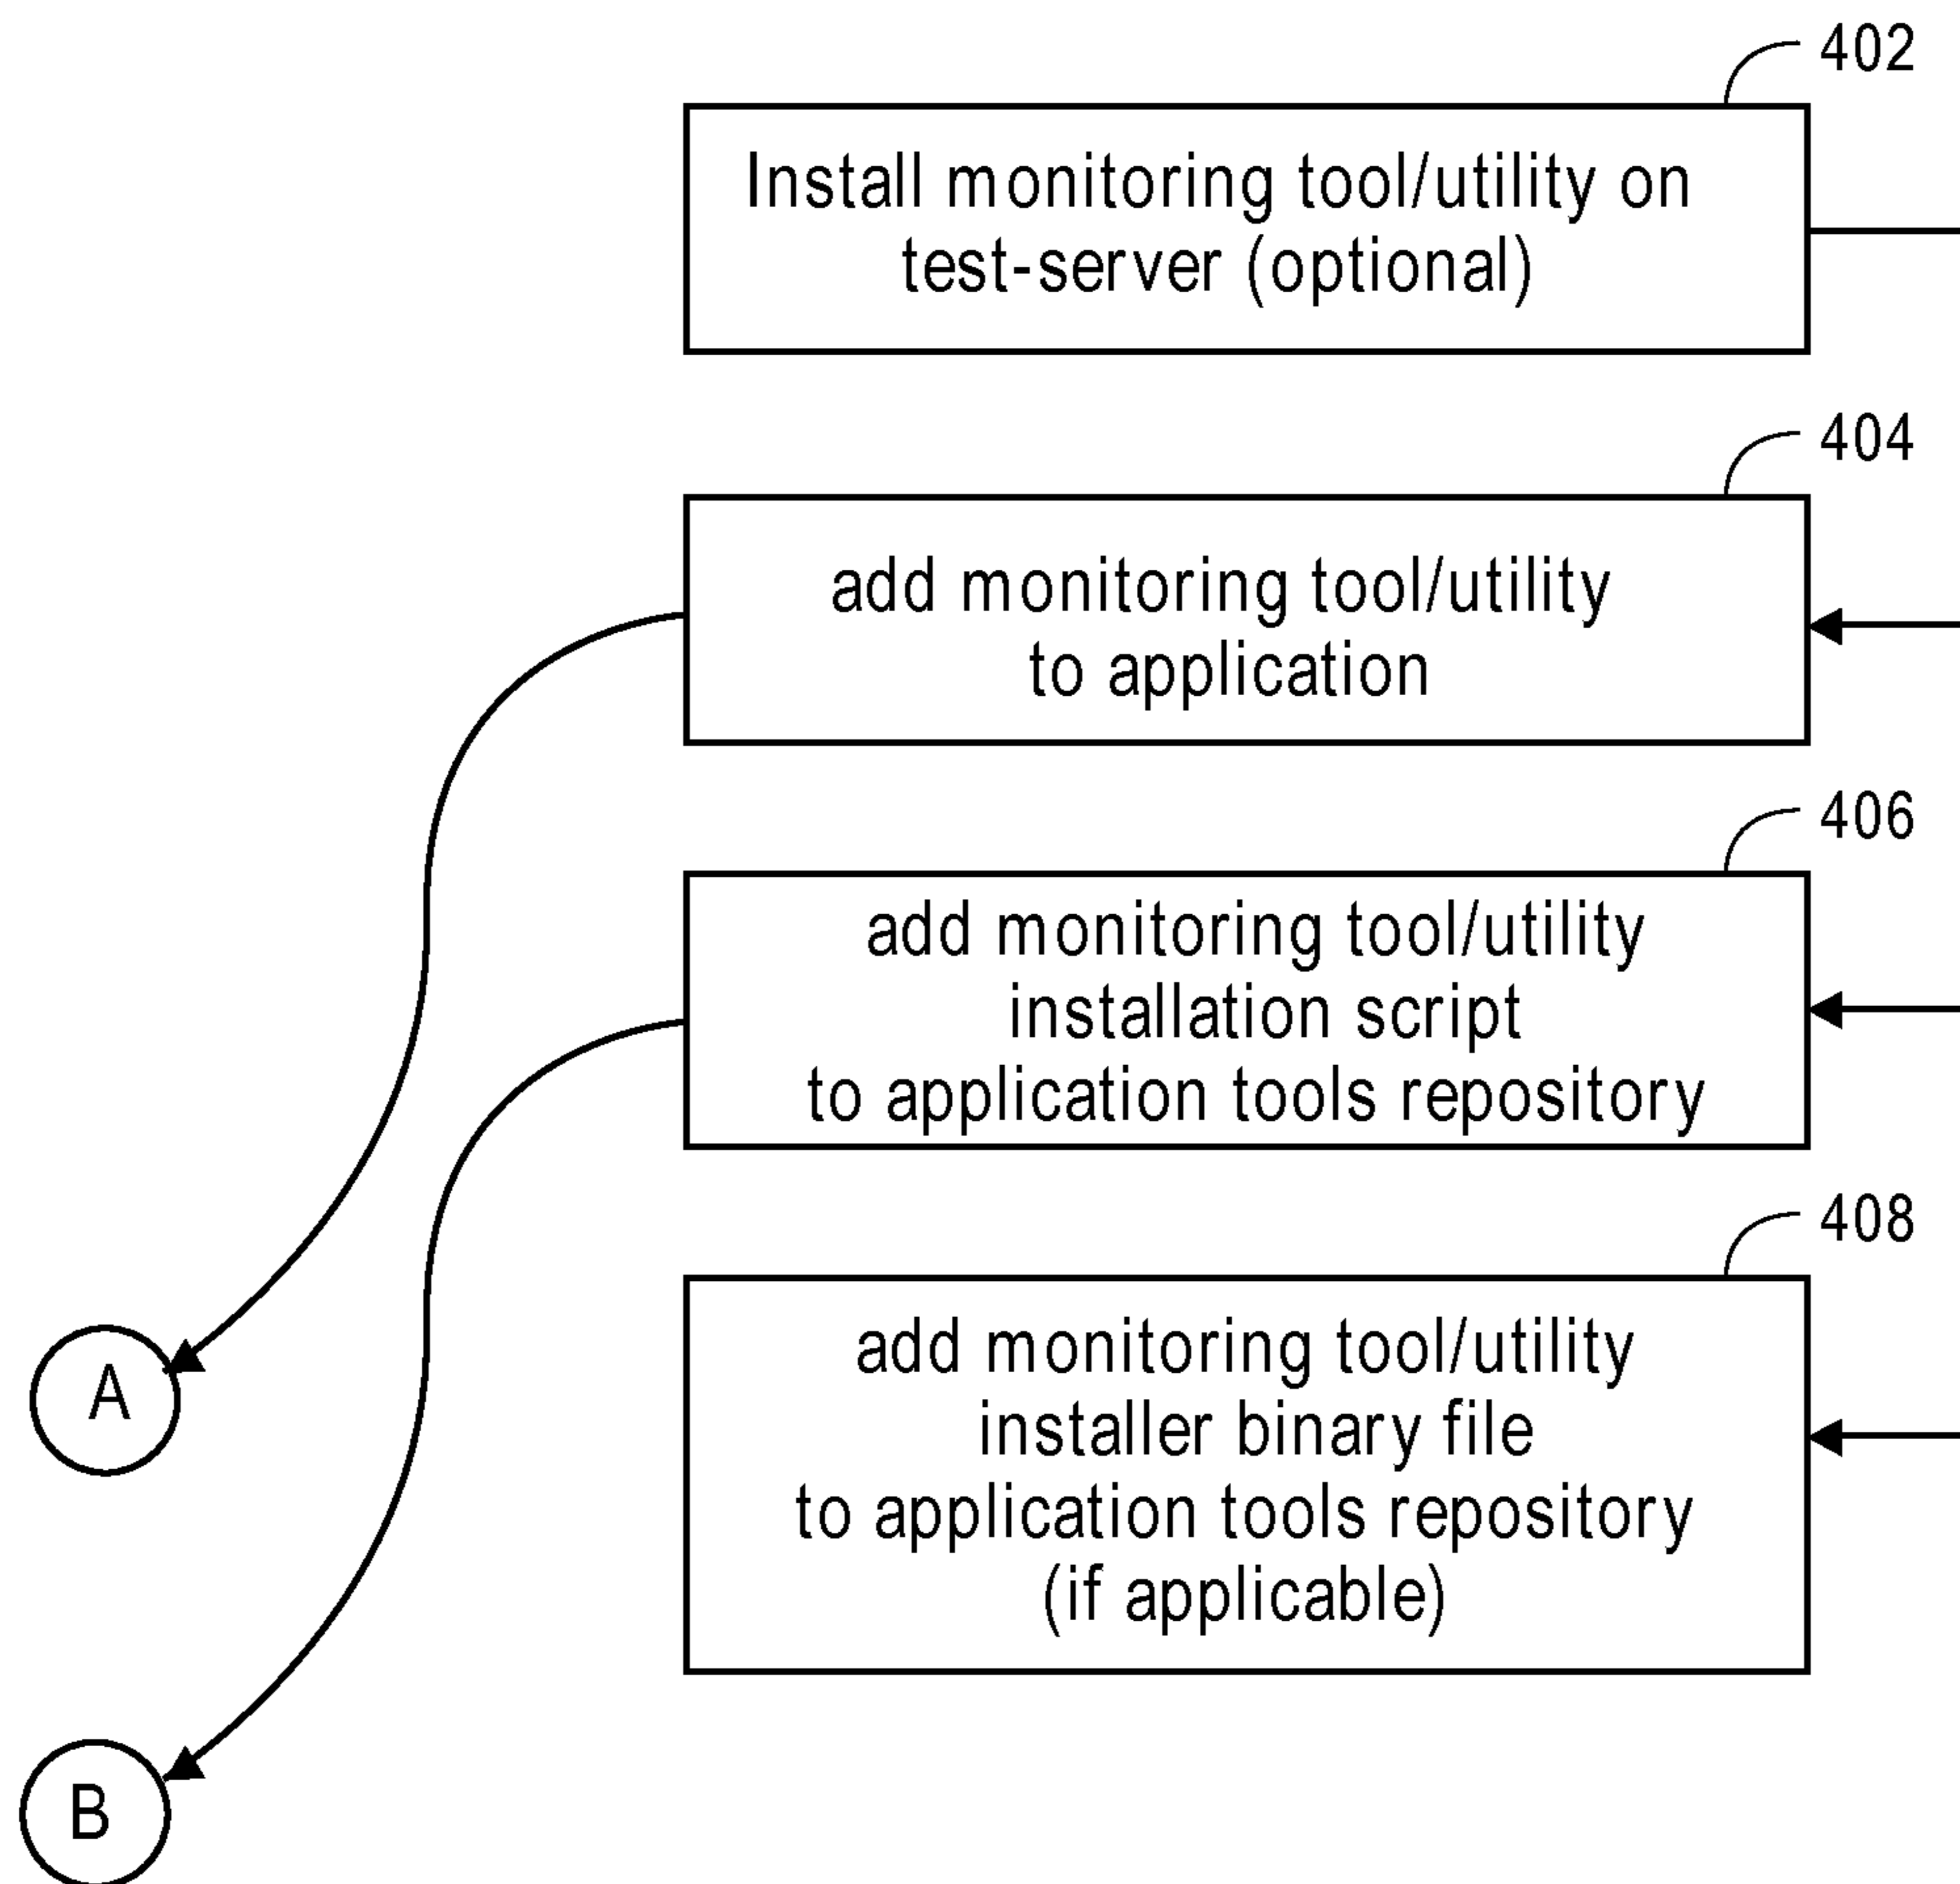 402
Install monitoring tool/utility on
test-server (optional)
404
add monitoring tool/utility
to application
406
add monitoring tool/utility
installation script
to application tools repository
408
add monitoring tool/utility
installer binary file
to application tools repository
(if applicable)
A
B